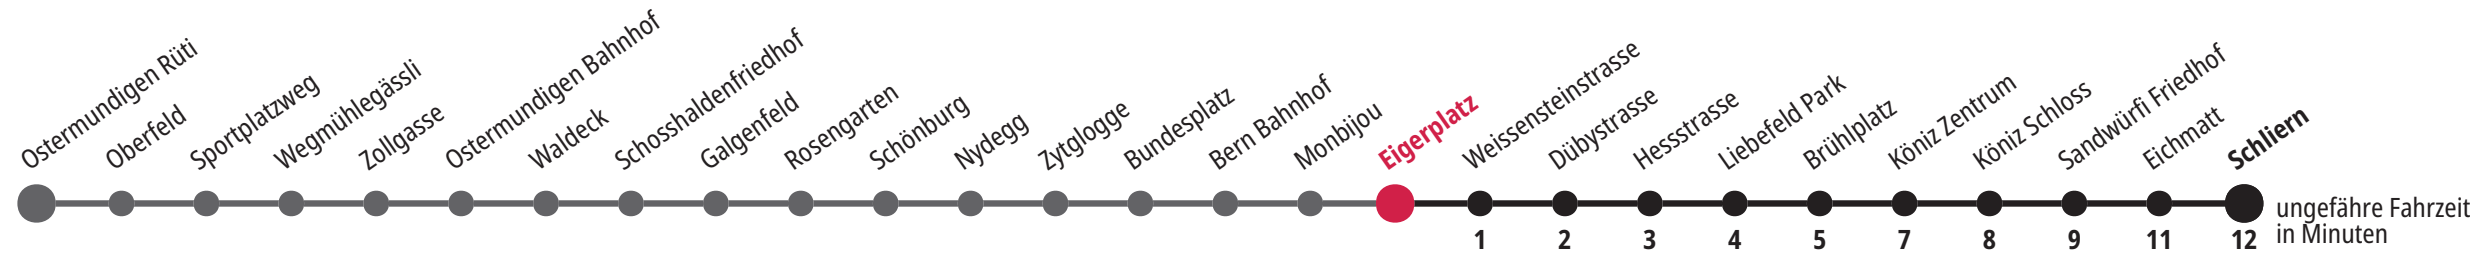 Ostermundigen Rüti
Oberfeld
Sportplatzweg
Wegmühlegässli
Zollgasse
Ostermundigen Bahnhof
Waldeck
Schosshaldenfriedhof
Galgenfeld
Rosengarten
Schönburg
Nydegg
Zytglogge
Bundesplatz
Bern Bahnhof
Monbijou
Eigerplatz
Weissensteinstrasse
Dübystrasse
Hessstrasse
Liebefeld Park
Brühlplatz
Köniz Zentrum
Köniz Schloss
Sandwürfi Friedhof
Eichmatt
Schliern
1 2 3 4 5 7 8 9 11 12
ungefähre Fahrzeit
in Minuten